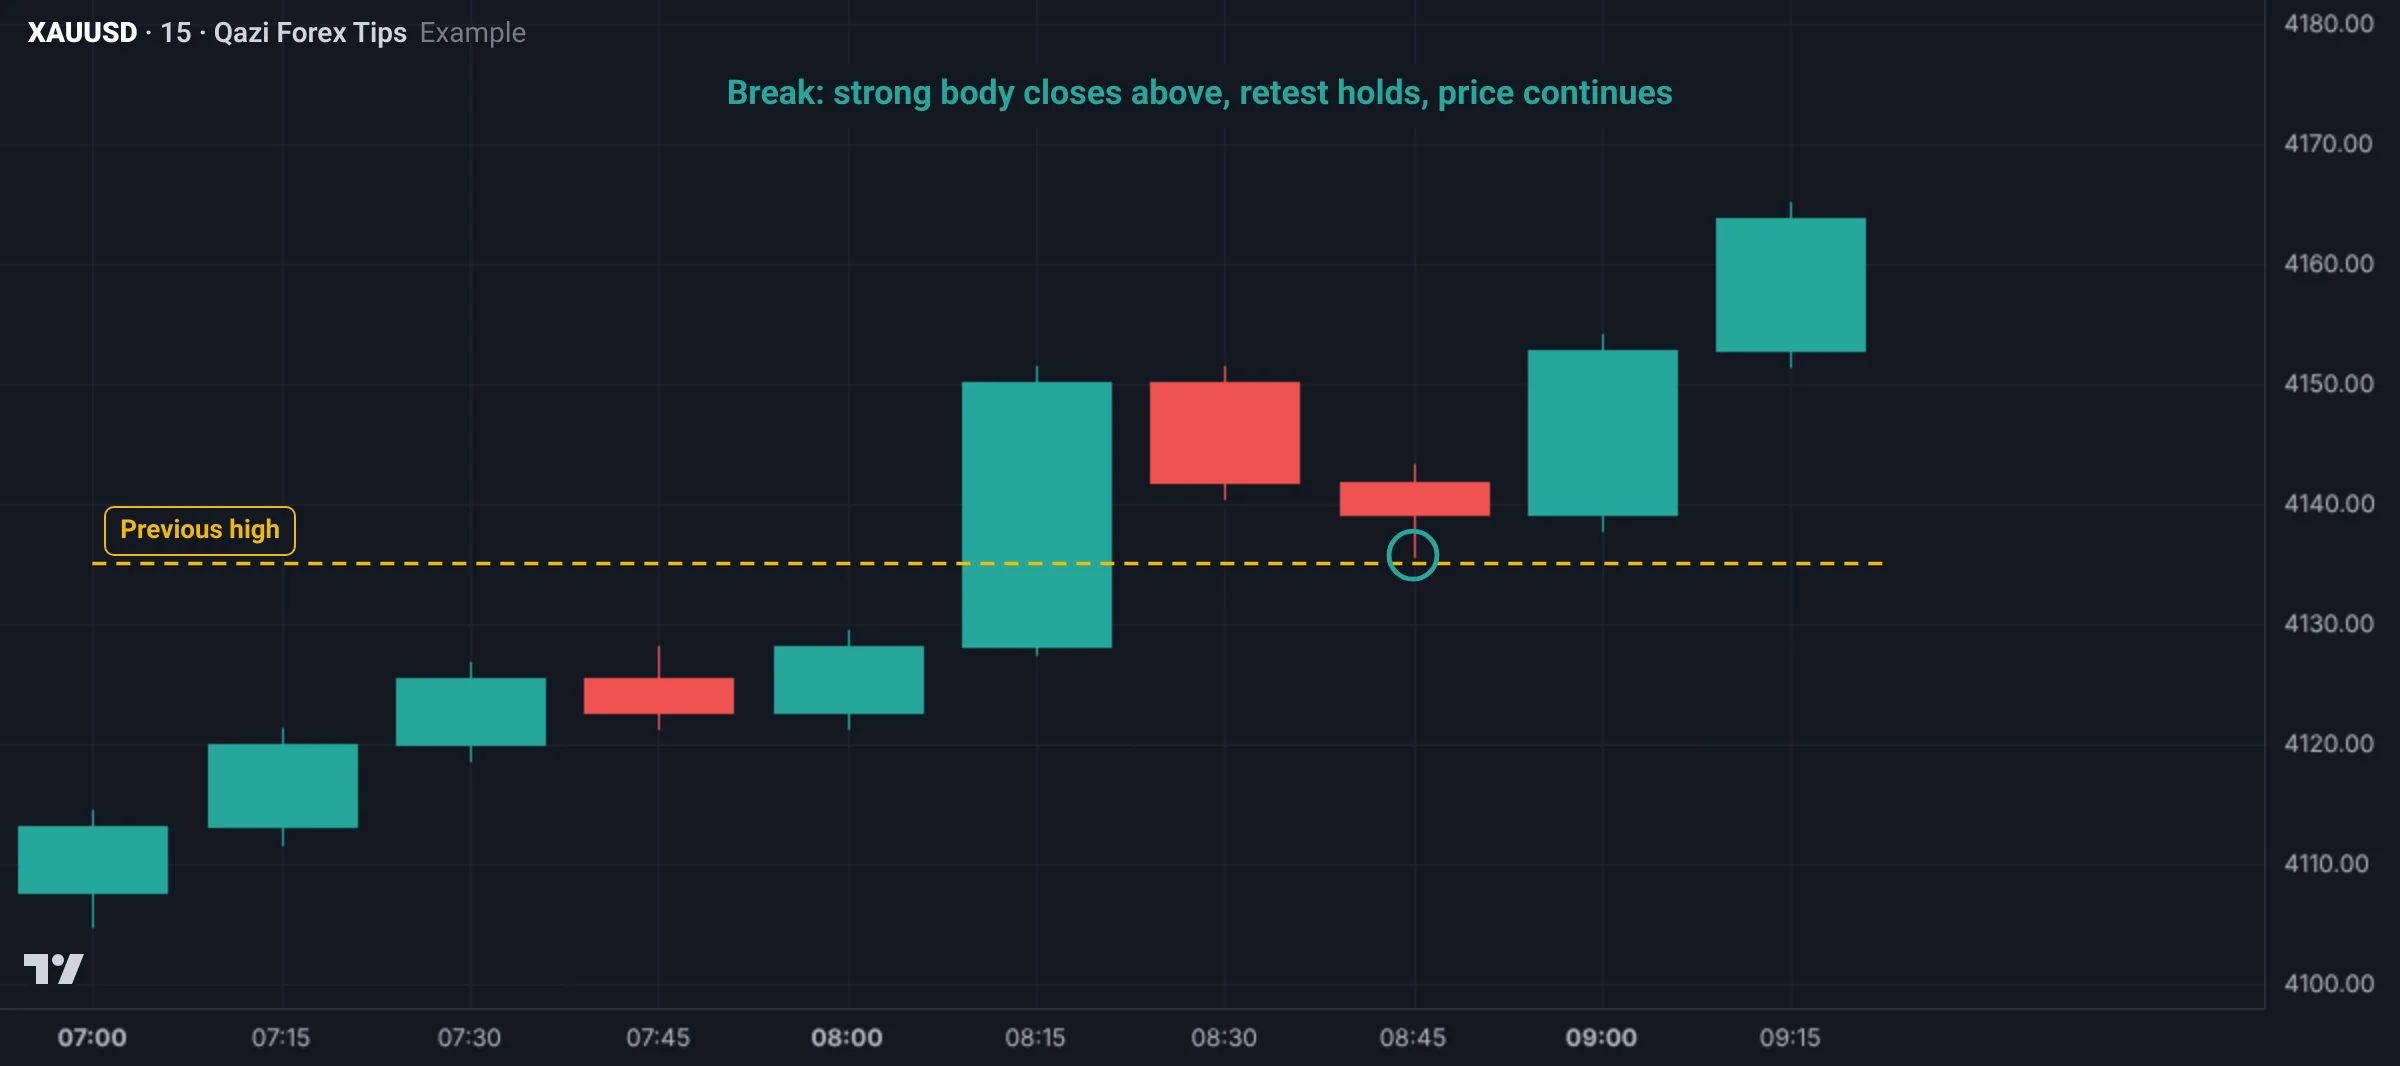 XAUUSD · 15 · Qazi Forex Tips Example
Break: strong body closes above, retest holds, price continues
Previous high
4180.00
4170.00
4160.00
4150.00
4140.00
4130.00
4120.00
4110.00
4100.00
07:00 07:15 07:30 07:45 08:00 08:15 08:30 08:45 09:00 09:15